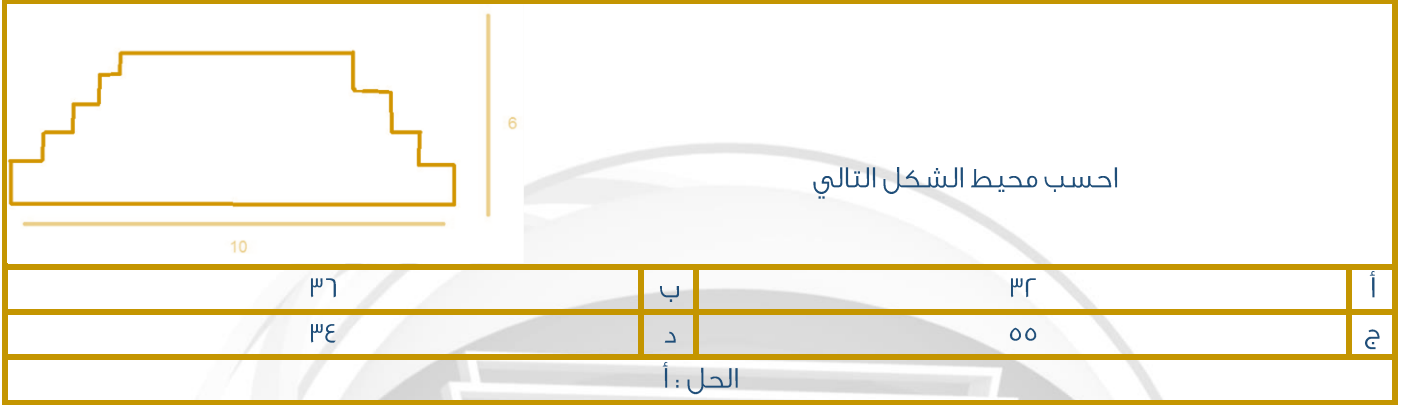 6
احسب محيط الشكل التالي
10
أ ٣٢ ب ٣٦
ج ٥٥ د ٣٤
الحل : أ